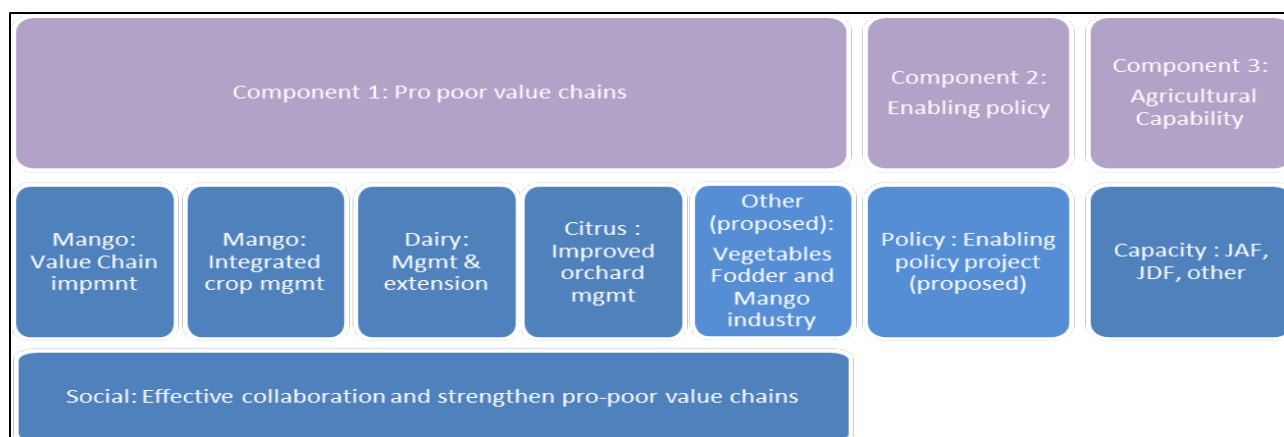 Component 1: Pro poor value chains
Component 2:
Enabling policy
Component 3:
Agricultural
Capability
Mango:
Value Chain
impmnt
Mango:
Integrated
crop mgmt
Dairy:
Mgmt &
extension
Citrus :
Improved
orchard
mgmt
Other
(proposed):
Vegetables
Fodder and
Mango
industry
Policy : Enabling
policy project
(proposed)
Capacity : JAF,
JDF, other
Social: Effective collaboration and strengthen pro-poor value chains